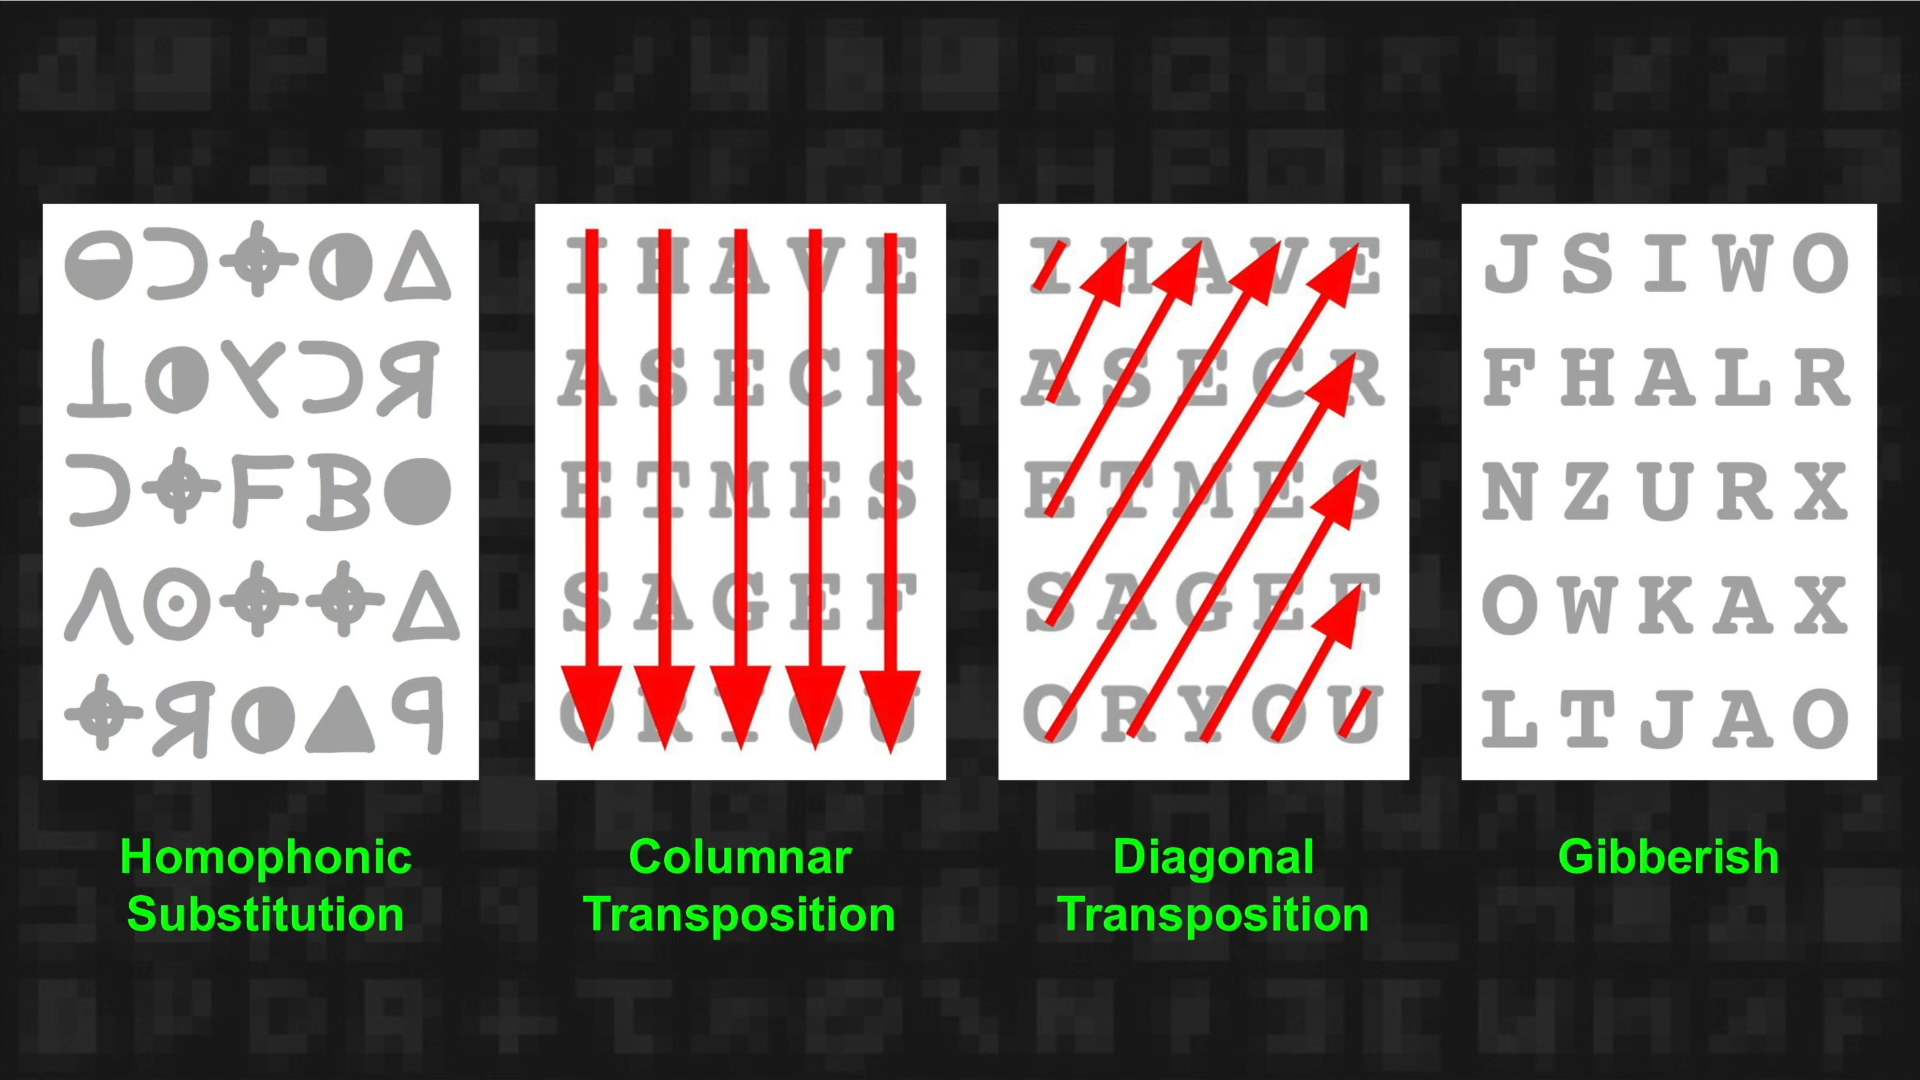 Homophonic
Substitution
I H A V E
A S E C R
E T M E S
S A G E F
O R Y O U
Columnar
Transposition
I H A V E
A S E C R
E T M E S
S A G E F
O R Y O U
Diagonal
Transposition
J S I W O
F H A L R
N Z U R X
O W K A X
L T J A O
Gibberish